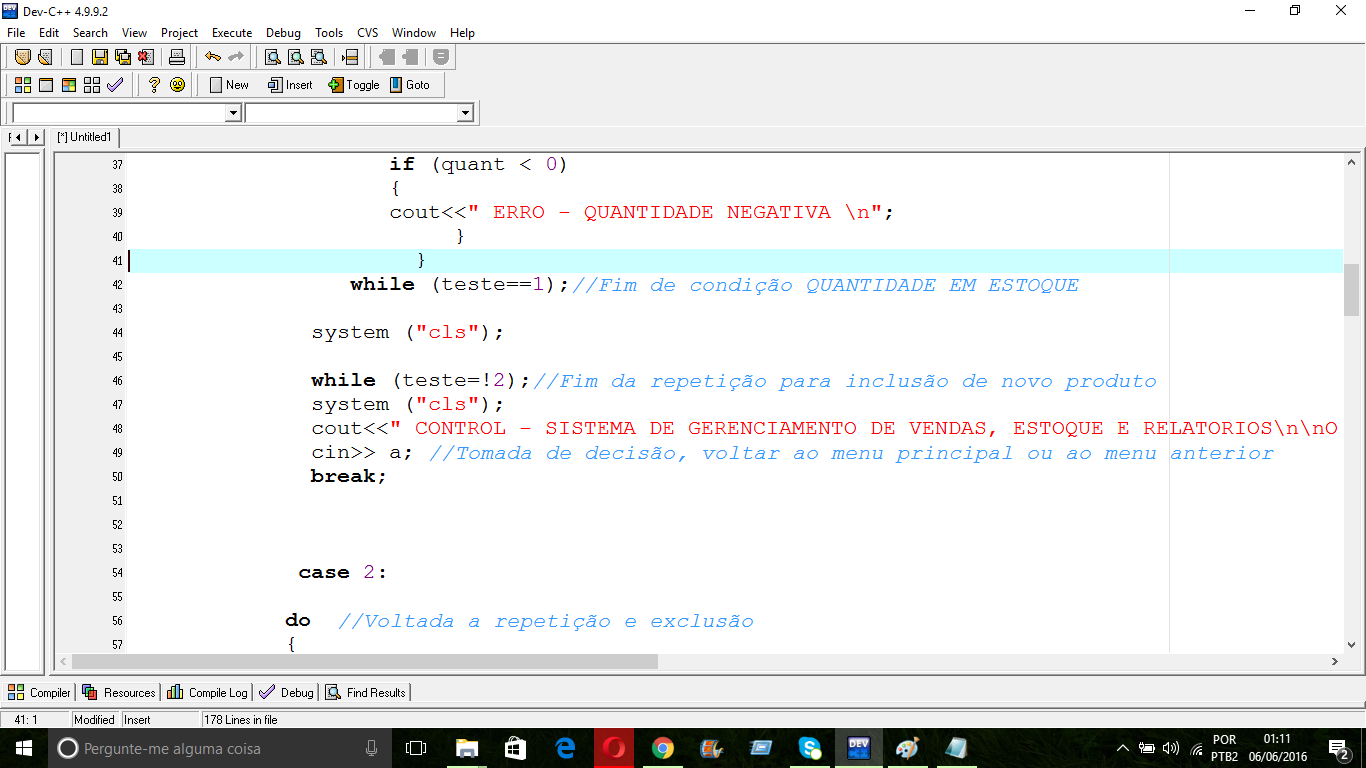 Dev-C++ 4.9.9.2
File Edit Search View Project Execute Debug Tools CVS Window Help
New Insert Toggle Goto
[*] Untitled1
37 if (quant < 0)
38 {
39 cout<<" ERRO - QUANTIDADE NEGATIVA \n";
40 }
41 }
42 while (teste==1);//Fim de condição QUANTIDADE EM ESTOQUE
43
44 system ("cls");
45
46 while (teste=!2);//Fim da repetição para inclusão de novo produto
47 system ("cls");
48 cout<<" CONTROL - SISTEMA DE GERENCIAMENTO DE VENDAS, ESTOQUE E RELATORIOS\n\nO
49 cin>> a; //Tomada de decisão, voltar ao menu principal ou ao menu anterior
50 break;
51
52
53
54 case 2:
55
56 do //Voltada a repetição e exclusão
57 {
Compiler Resources Compile Log Debug Find Results
41: 1 Modified Insert 178 Lines in file
Pergunte-me alguma coisa
DEV
POR 01:11
PTB2 06/06/2016
2